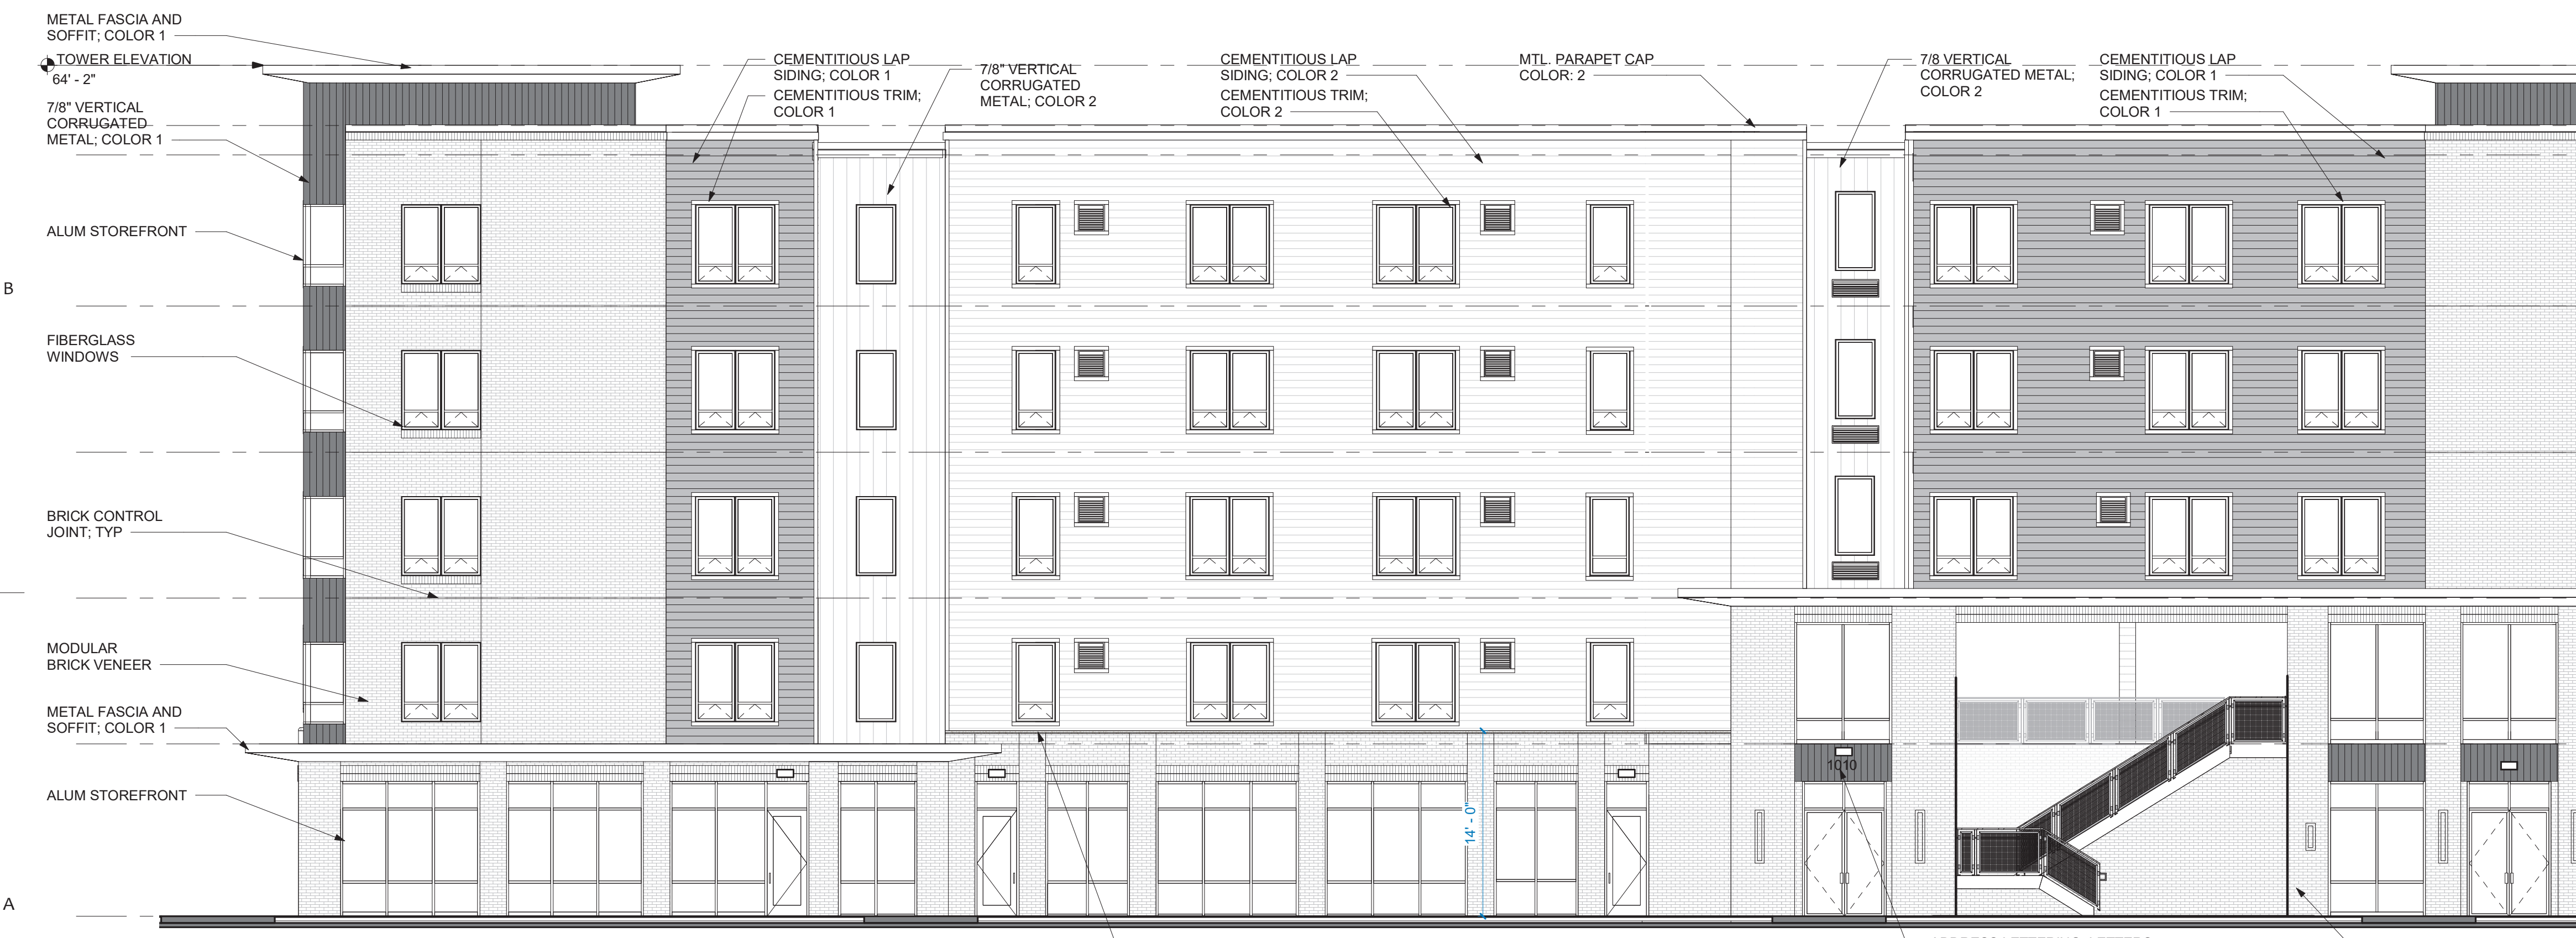 METAL FASCIA AND
SOFFIT; COLOR 1
TOWER ELEVATION
64' - 2"
7/8" VERTICAL
CORRUGATED
METAL; COLOR 1
ALUM STOREFRONT
B
FIBERGLASS
WINDOWS
BRICK CONTROL
JOINT; TYP
MODULAR
BRICK VENEER
METAL FASCIA AND
SOFFIT; COLOR 1
ALUM STOREFRONT
A
CEMENTITIOUS LAP
SIDING; COLOR 1
CEMENTITIOUS TRIM;
COLOR 1
7/8" VERTICAL
CORRUGATED
METAL; COLOR 2
CEMENTITIOUS LAP
SIDING; COLOR 2
CEMENTITIOUS TRIM;
COLOR 2
MTL. PARAPET CAP
COLOR: 2
7/8 VERTICAL
CORRUGATED METAL;
COLOR 2
CEMENTITIOUS LAP
SIDING; COLOR 1
CEMENTITIOUS TRIM;
COLOR 1
14' - 0"
1010